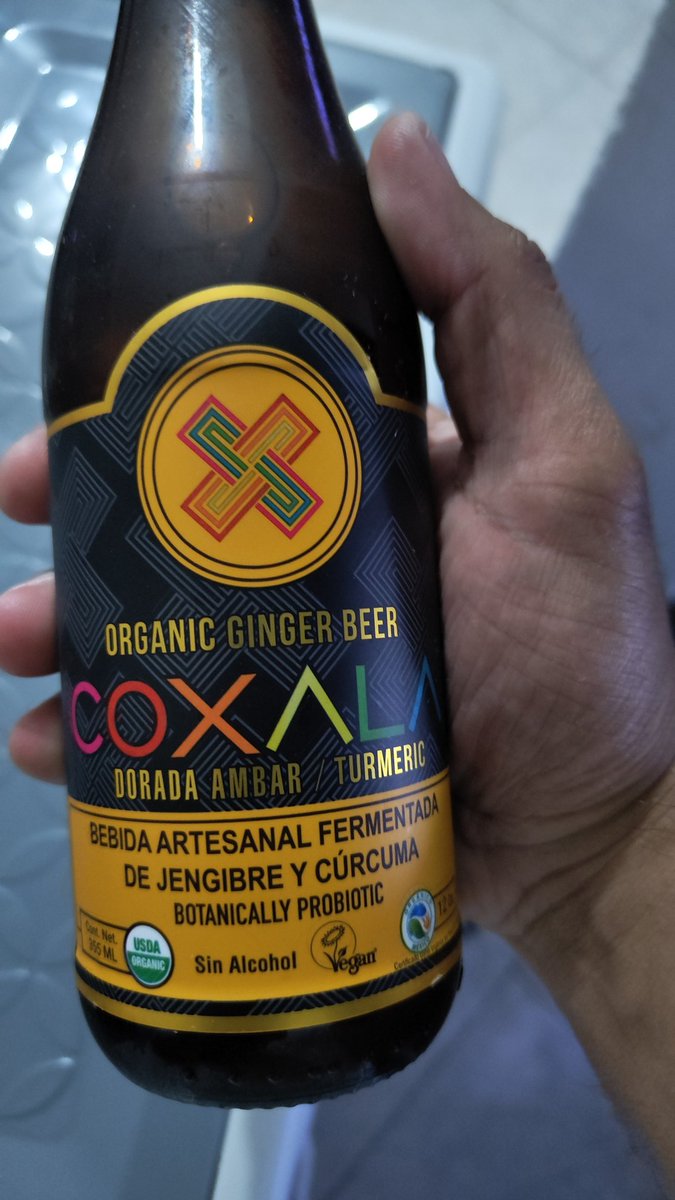 ORGANIC GINGER BEER
COXALA
DORADA AMBAR / TURMERIC
BEBIDA ARTESANAL FERMENTADA
DE JENGIBRE Y CÚRCUMA
BOTANICALLY PROBIOTIC
Cont. Net.
355 ML
USDA
ORGANIC
Sin Alcohol
Vegan
12